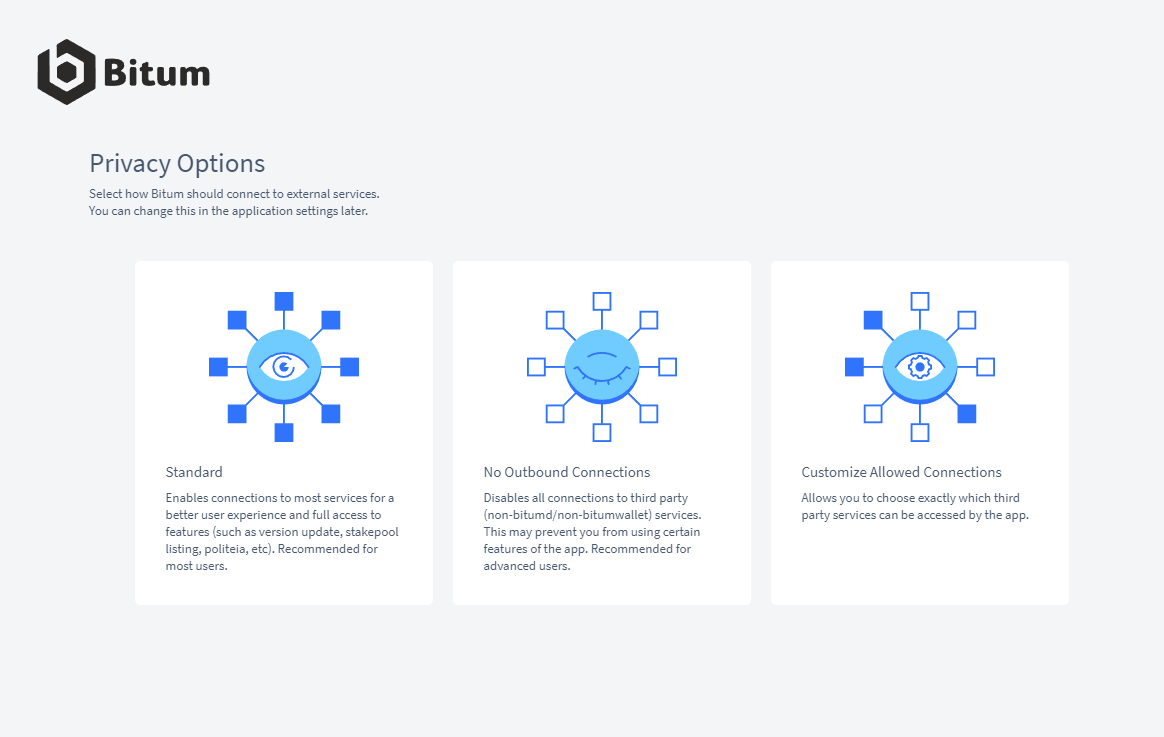 Bitum
Privacy Options
Select how Bitum should connect to external services.
You can change this in the application settings later.
Standard
Enables connections to most services for a
better user experience and full access to
features (such as version update, stakepool
listing, politeia, etc). Recommended for
most users.
No Outbound Connections
Disables all connections to third party
(non-bitumd/non-bitumwallet) services.
This may prevent you from using certain
features of the app. Recommended for
advanced users.
Customize Allowed Connections
Allows you to choose exactly which third
party services can be accessed by the app.